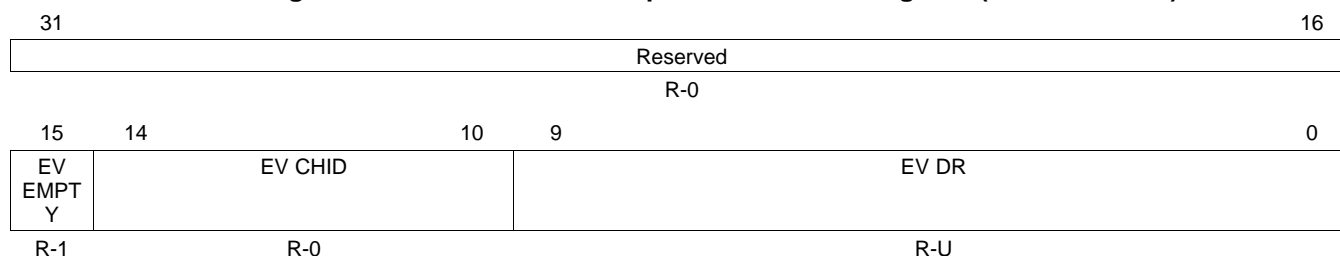 31 16
Reserved
R-0
15 14 10 9 0
EV EMPT Y EV CHID EV DR
R-1 R-0 R-U